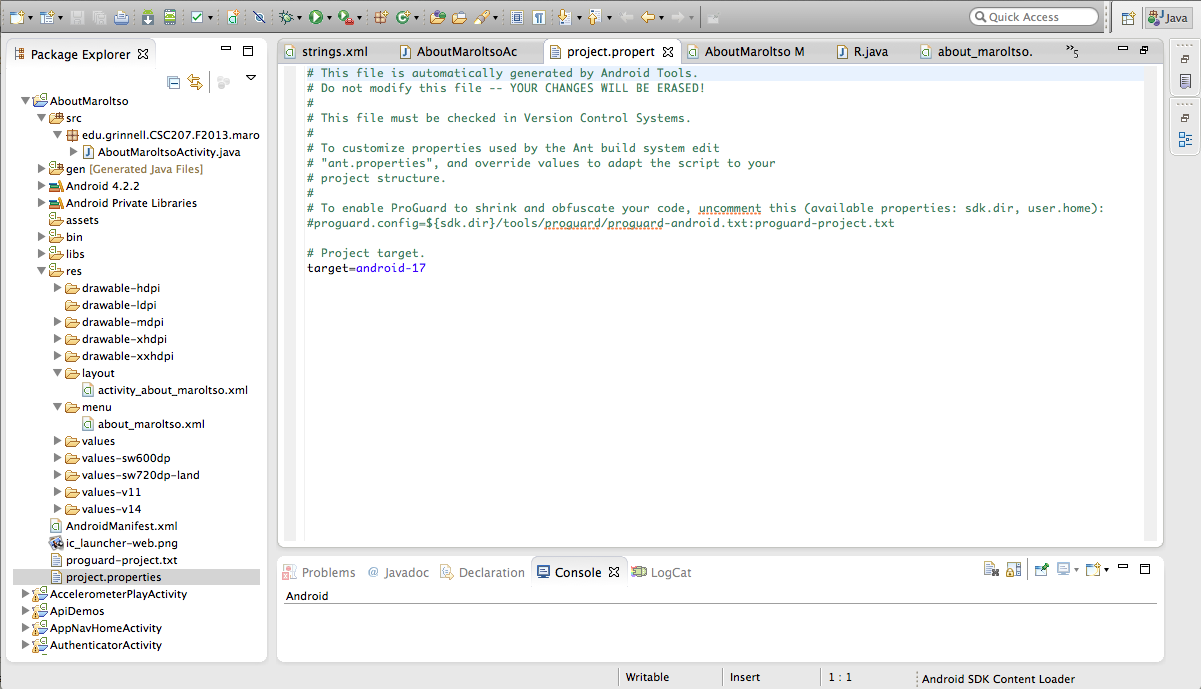 Quick Access
Java
Package Explorer
AboutMaroltso
src
edu.grinnell.CSC207.F2013.maro
AboutMaroltsoActivity.java
gen [Generated Java Files]
Android 4.2.2
Android Private Libraries
assets
bin
libs
res
drawable-hdpi
drawable-ldpi
drawable-mdpi
drawable-xhdpi
drawable-xxhdpi
layout
activity_about_maroltso.xml
menu
about_maroltso.xml
values
values-sw600dp
values-sw720dp-land
values-v11
values-v14
AndroidManifest.xml
ic_launcher-web.png
proguard-project.txt
project.properties
AccelerometerPlayActivity
ApiDemos
AppNavHomeActivity
AuthenticatorActivity
strings.xml AboutMaroltsoAc project.propert AboutMaroltso M R.java about_maroltso. »5
# This file is automatically generated by Android Tools.
# Do not modify this file -- YOUR CHANGES WILL BE ERASED!
#
# This file must be checked in Version Control Systems.
#
# To customize properties used by the Ant build system edit
# "ant.properties", and override values to adapt the script to your
# project structure.
#
# To enable ProGuard to shrink and obfuscate your code, uncomment this (available properties: sdk.dir, user.home):
#proguard.config=${sdk.dir}/tools/proguard/proguard-android.txt:proguard-project.txt
# Project target.
target=android-17
Problems @ Javadoc Declaration Console LogCat
Android
Writable Insert 1 : 1 Android SDK Content Loader